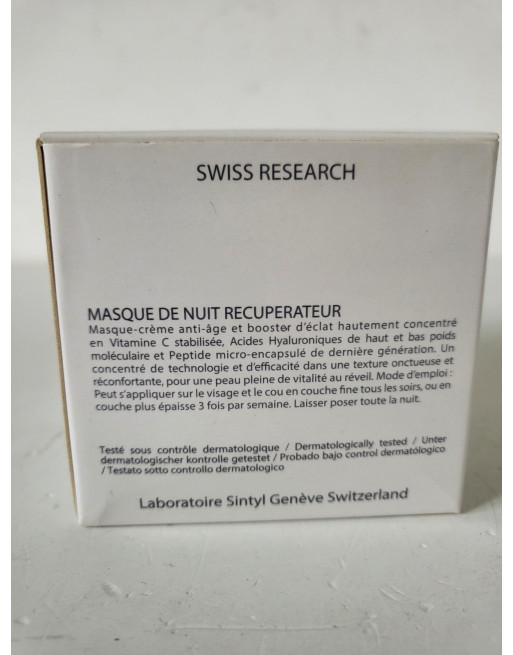 SWISS RESEARCH
MASQUE DE NUIT RECUPERATEUR
Masque-crème anti-âge et booster d'éclat hautement concentré
en Vitamine C stabilisée, Acides Hyaluroniques de haut et bas poids
moléculaire et Peptide micro-encapsulé de dernière génération. Un
concentré de technologie et d'efficacité dans une texture onctueuse et
réconfortante, pour une peau pleine de vitalité au réveil. Mode d'emploi :
Peut s'appliquer sur le visage et le cou en couche fine tous les soirs, ou en
couche plus épaisse 3 fois par semaine. Laisser poser toute la nuit.
Testé sous contrôle dermatologique / Dermatologically tested / Unter
dermatologischer kontrolle getestet / Probado bajo control dermatólogico
/ Testato sotto controllo dermatologico
Laboratoire Sintyl Genève Switzerland